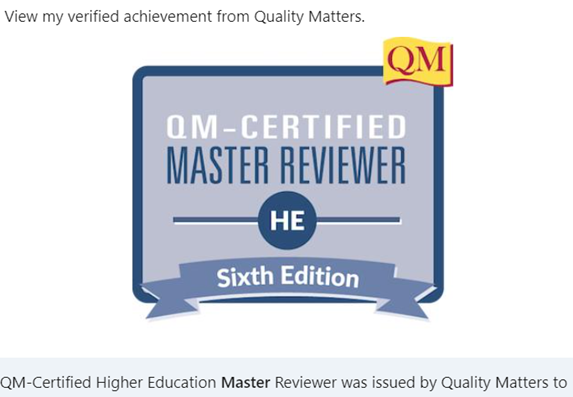 View my verified achievement from Quality Matters.
QM
QM-CERTIFIED
MASTER REVIEWER
HE
Sixth Edition
QM-Certified Higher Education Master Reviewer was issued by Quality Matters to